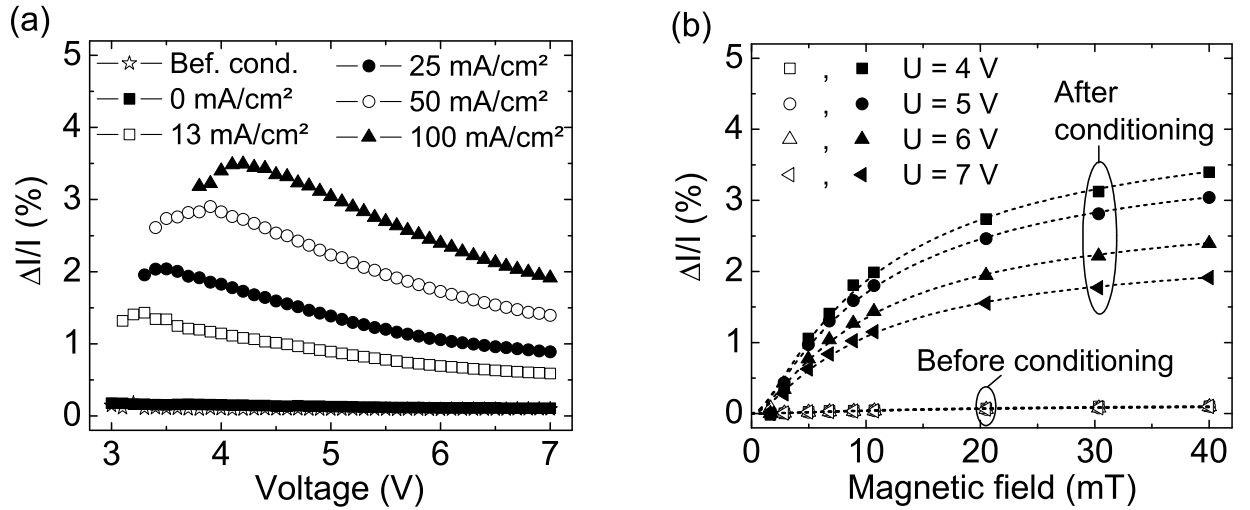 (a)
5
4
3
2
1
0
ΔI/I (%)
Bef. cond.
0 mA/cm²
13 mA/cm²
25 mA/cm²
50 mA/cm²
100 mA/cm²
3 4 5 6 7
Voltage (V)
(b)
5
4
3
2
1
0
ΔI/I (%)
, U = 4 V
, U = 5 V
, U = 6 V
, U = 7 V
After
conditioning
Before conditioning
0 10 20 30 40
Magnetic field (mT)